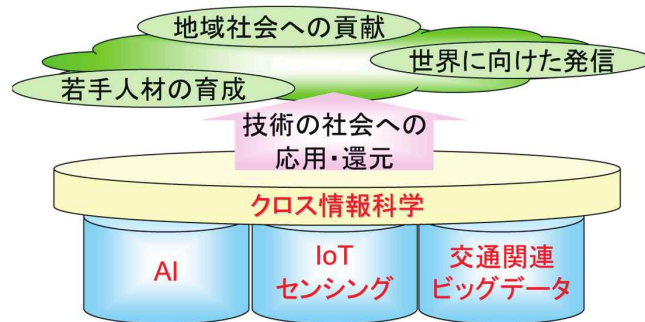 地域社会への貢献
世界に向けた発信
若手人材の育成
技術の社会への
応用・還元
クロス情報科学
AI
IoT
センシング
交通関連
ビッグデータ